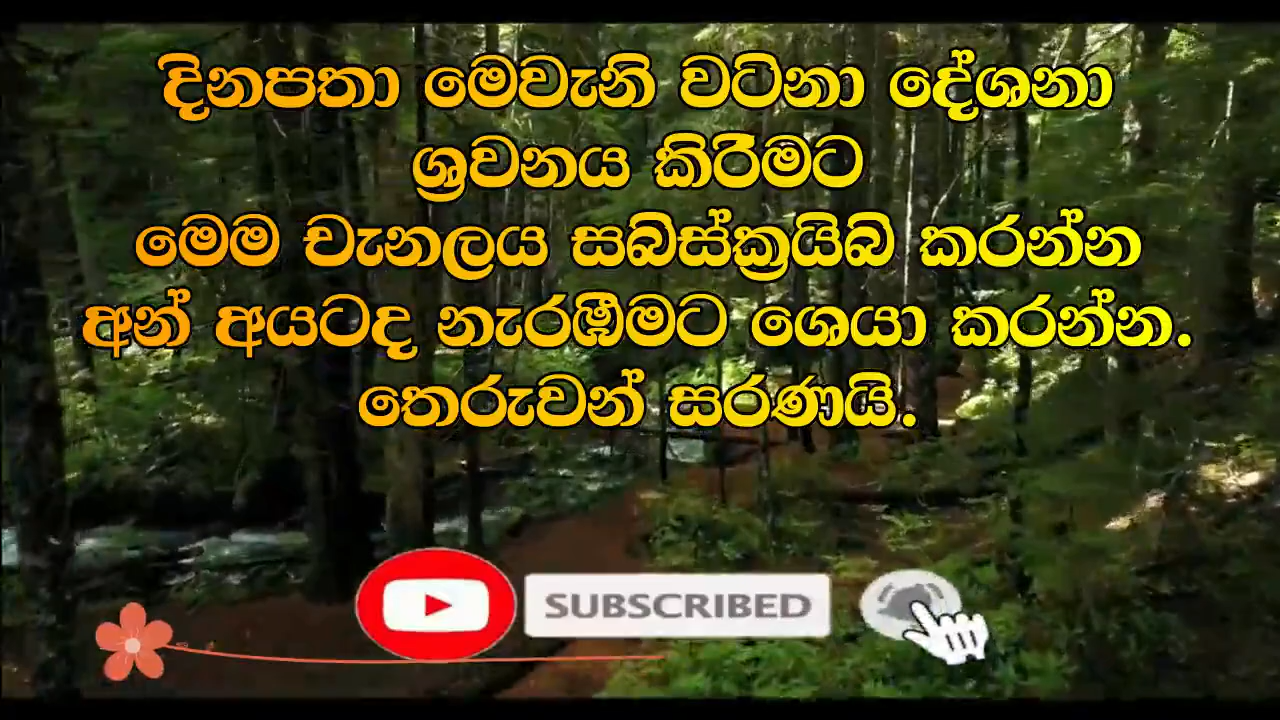 දිනපතා මෙවැනි වටිනා දේශනා
ශ්‍රවනය කිරීමට
මෙම චැනලය සබ්ස්ක්‍රයිබ් කරන්න
අන් අයටද නැරඹීමට ශෙයා කරන්න.
තෙරුවන් සරණයි.
SUBSCRIBED